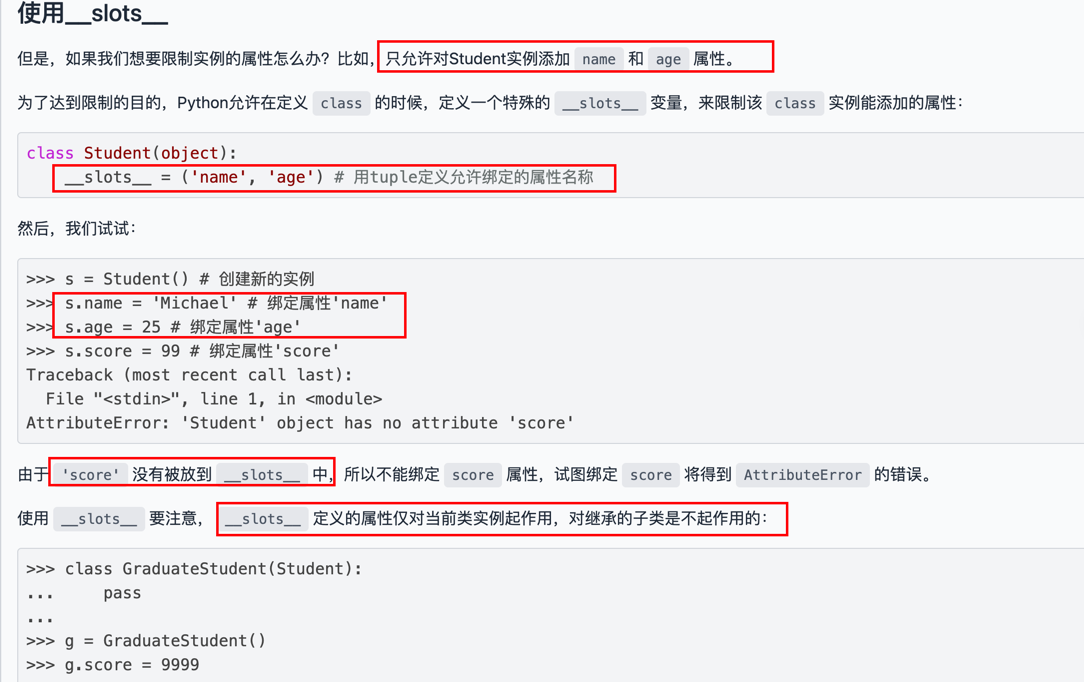 使用__slots__
但是，如果我们想要限制实例的属性怎么办？比如，只允许对Student实例添加 name 和 age 属性。
为了达到限制的目的，Python允许在定义 class 的时候，定义一个特殊的 __slots__ 变量，来限制该 class 实例能添加的属性：
class Student(object):
    __slots__ = ('name', 'age') # 用tuple定义允许绑定的属性名称
然后，我们试试：
>>> s = Student() # 创建新的实例
>>> s.name = 'Michael' # 绑定属性'name'
>>> s.age = 25 # 绑定属性'age'
>>> s.score = 99 # 绑定属性'score'
Traceback (most recent call last):
  File "<stdin>", line 1, in <module>
AttributeError: 'Student' object has no attribute 'score'
由于 'score' 没有被放到 __slots__ 中，所以不能绑定 score 属性，试图绑定 score 将得到 AttributeError 的错误。
使用 __slots__ 要注意， __slots__ 定义的属性仅对当前类实例起作用，对继承的子类是不起作用的：
>>> class GraduateStudent(Student):
...     pass
...
>>> g = GraduateStudent()
>>> g.score = 9999